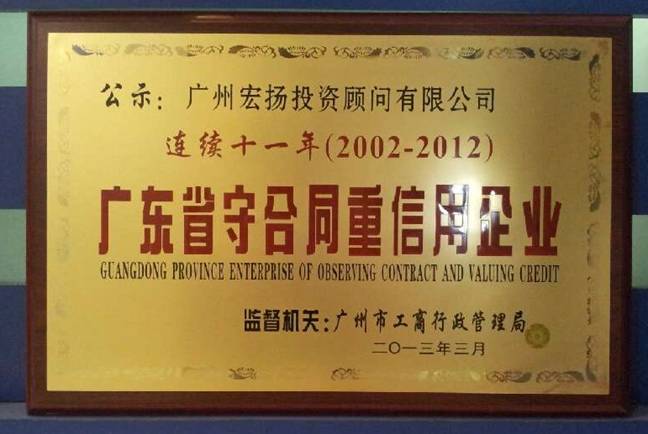 公示：广州宏扬投资顾问有限公司
连续十一年(2002-2012)
广东省守合同重信用企业
GUANGDONG PROVINCE ENTERPRISE OF OBSERVING CONTRACT AND VALUING CREDIT
监督机关：广州市工商行政管理局
二〇一三年三月